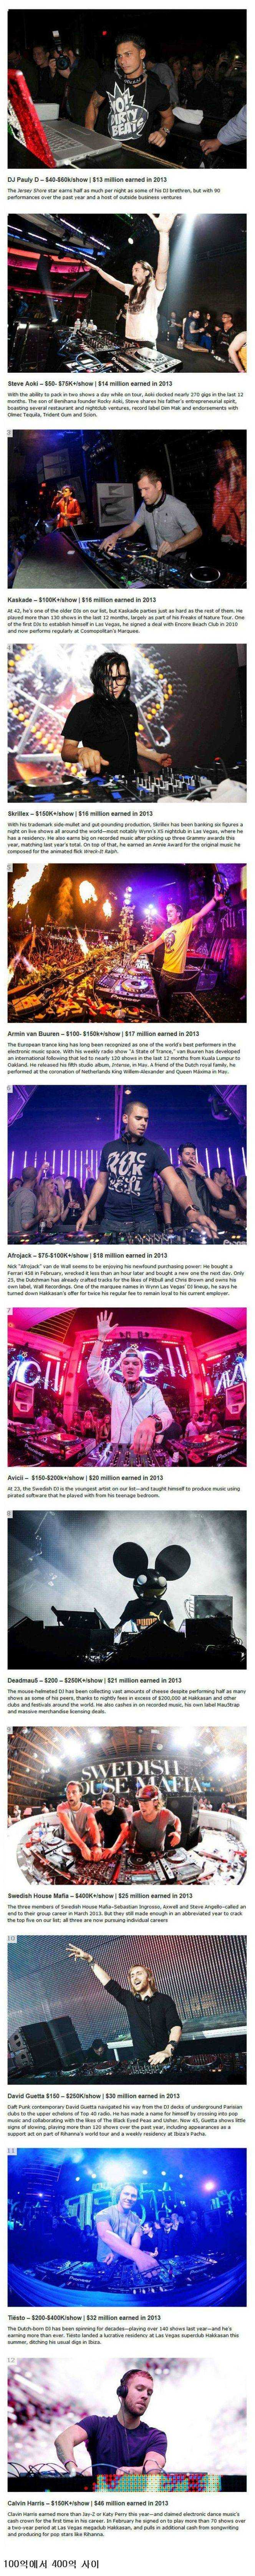 NO!
PARTY
BEATZ
DJ Pauly D – $40-$60k/show | $13 million earned in 2013
The Jersey Shore star earns half as much per night as some of his DJ brethren, but with 90
performances over the past year and a host of outside business ventures
Steve Aoki – $50- $75K+/show | $14 million earned in 2013
With the ability to pack in two shows a day while on tour, Aoki docked nearly 270 gigs in the last 12
months. The son of Benihana founder Rocky Aoki, Steve shares his father's entrepreneurial spirit,
boasting several restaurant and nightclub ventures, record label Dim Mak and endorsements with
Tequila, Trident Gum and Scion.
3
Kaskade – $100K+/show | $16 million earned in 2013
At 42, he's one of the older DJs on our list, but Kaskade parties just as hard as the rest of them. He
played more than 130 shows in the last 12 months, largely as part of his Freaks of Nature Tour. One
of the first DJs to establish himself in Las Vegas, he signed a deal with Encore Beach Club in 2010
and now performs regularly at Cosmopolitan's Marquee.
4
Skrillex – $150K+/show | $16 million earned in 2013
With his trademark side-mullet and gut-pounding production, Skrillex has been banking six figures a
night on live shows all around the world—most notably Wynn's XS nightclub in Las Vegas, where he
has a residency. He also earns big on recorded music after picking up three Grammy awards this
year, matching last year's total. On top of that, he earned an Annie Award for the original music he
composed for the animated flick Wreck-It Ralph.
5
Armin van Buuren – $100- $150k+/show | $17 million earned in 2013
The European trance king has long been recognized as one of the world's best performers in the
electronic music space. With his weekly radio show "A State of Trance," van Buuren has developed
an international following that led to nearly 120 shows in the last 12 months from Kuala Lumpur to
Oakland. He released his fifth studio album, Intense, in May. A friend of the Dutch royal family, he
performed at the coronation of Netherlands King Willem-Alexander and Queen Máxima in May.
6
Afrojack – $75-$100K+/show | $18 million earned in 2013
Nick "Afrojack" van de Wall seems to be enjoying his newfound purchasing power: He bought a
Ferrari 458 in February, wrecked it less than an hour later and bought a new one the next day. Only
25, the Dutchman has already crafted tracks for the likes of Pitbull and Chris Brown and owns his
own label, Wall Recordings. One of the marquee names in Wynn Las Vegas' DJ lineup, he says he
turned down Hakkasan's offer for twice his regular fee to remain loyal to his current employer.
7
Avicii – $150-$200k+/show | $20 million earned in 2013
At 23, the Swedish DJ is the youngest artist on our list—and taught himself to produce music using
pirated software that he played with from his teenage bedroom.
8
Deadmau5 – $200 – $250K+/show | $21 million earned in 2013
The mouse-helmeted DJ has been collecting vast amounts of cheese despite performing half as many
shows as some of his peers, thanks to nightly fees in excess of $200,000 at Hakkasan and other
clubs and festivals around the world. He also cashes in on recorded music, his own label Mau5trap
and massive merchandise licensing deals.
9
SWEDISH
HOUSE MAFIA
Swedish House Mafia – $400K+/show | $25 million earned in 2013
The three members of Swedish House Mafia–Sebastian Ingrosso, Axwell and Steve Angello–called an
end to their group career in March 2013. But they still made enough in an abbreviated year to crack
the top five on our list; all three are now pursuing individual careers
10
David Guetta $150 – $250K/show | $30 million earned in 2013
Daft Punk contemporary David Guetta navigated his way from the DJ decks of underground Parisian
clubs to the upper echelons of Top 40 radio. He has made a name for himself by crossing into pop
music and collaborating with the likes of The Black Eyed Peas and Usher. Now 45, Guetta shows little
signs of slowing, playing more than 120 shows over the past year, including appearances as a
support act on part of Rihanna's world tour and a weekly residency at Ibiza's Pacha.
11
Tiësto – $200-$400K/show | $32 million earned in 2013
The Dutch-born DJ has been spinning for decades—playing over 140 shows last year—and he's
earning more than ever. Tiësto landed a lucrative residency at Las Vegas superclub Hakkasan this
summer, ditching his usual digs in Ibiza.
12
Calvin Harris – $150K+/show | $46 million earned in 2013
Clavin Harris earned more than Jay-Z or Katy Perry this year—and claimed electronic dance music's
cash crown for the first time in his career. In February he signed on to play more than 70 shows over
a two-year period at Las Vegas megaclub Hakkasan, and pulls in additional cash from songwriting
and producing for pop stars like Rihanna.
100억에서 400억 사이